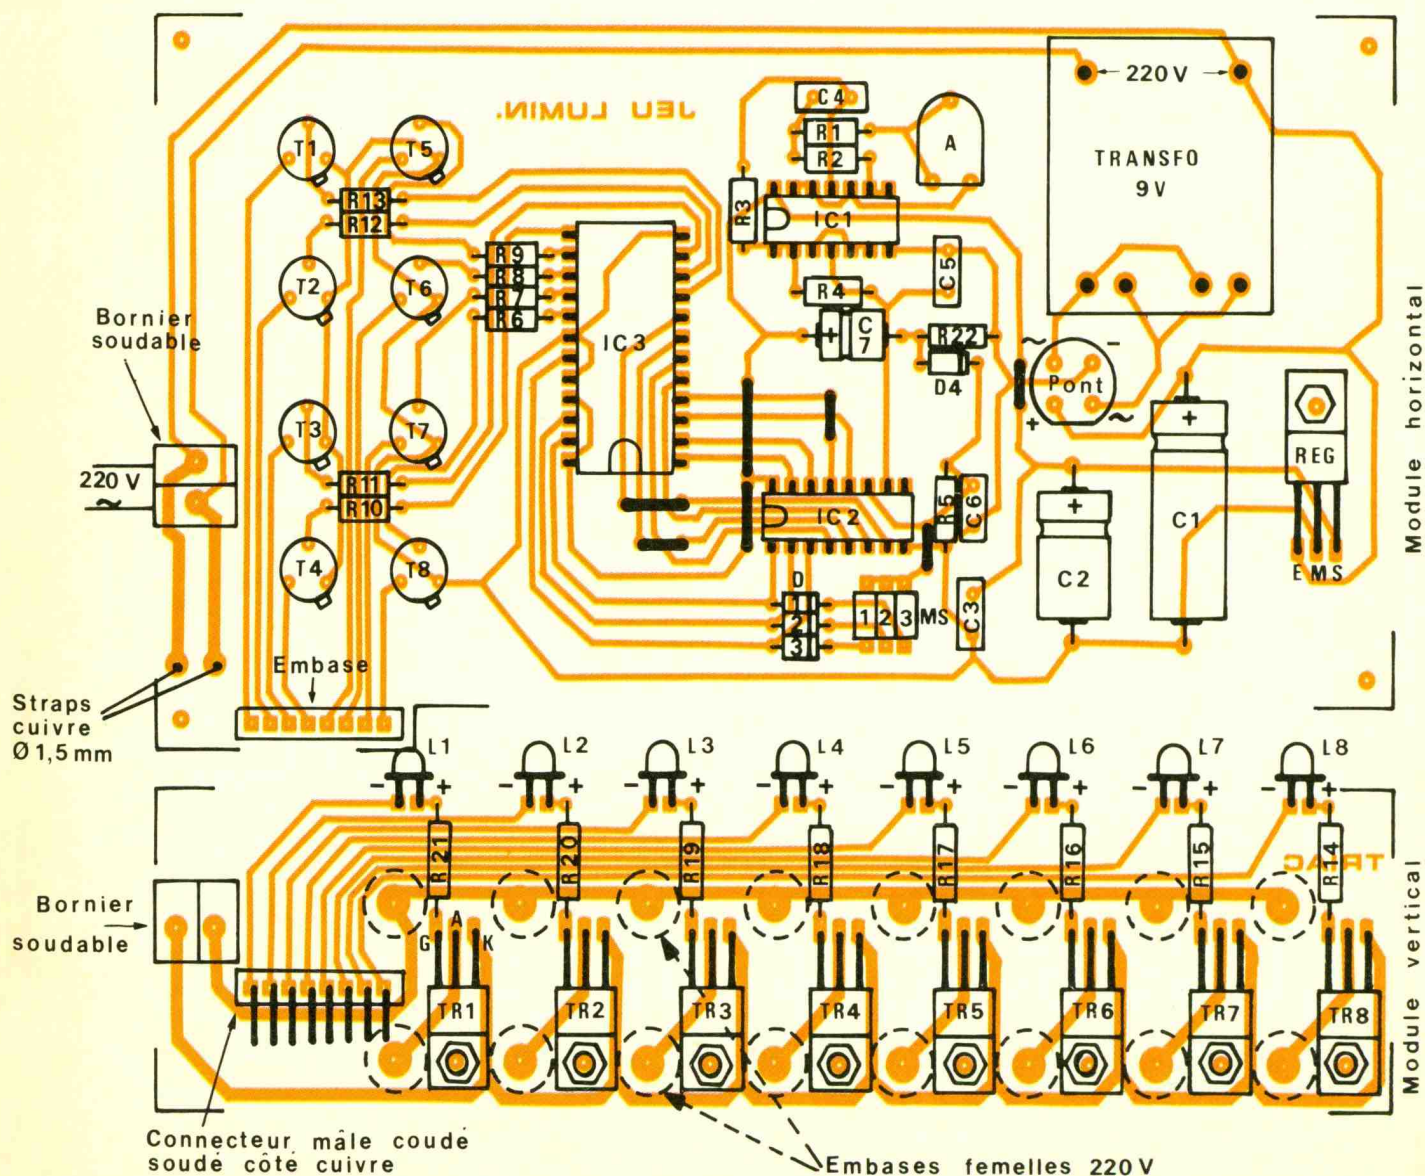 JEU LUMIN.
C4
R1
R2
A
220 V
TRANSFO
9 V
T1
T5
R13
R12
R3
IC1
R9
R8
R7
R6
T2
T6
IC3
R4
C5
+
C
7
R22
D4
~
-
Pont
+
~
Bornier
soudable
T3
T7
R11
R10
220 V
~
IC2
R5
C6
+
C2
+
C1
REG
E M S
T4
T8
D
1
2
3
1 2 3 MS
C3
Module horizontal
Embase
Straps
cuivre
Ø 1,5 mm
L1
L2
L3
L4
L5
L6
L7
L8
- +
- +
- +
- +
- +
- +
- +
- +
R21
R20
R19
R18
R17
R16
R15
R14
TRIAC
Bornier
soudable
G A K
TR1
TR2
TR3
TR4
TR5
TR6
TR7
TR8
Module vertical
Connecteur mâle coudé
soudé côté cuivre
Embases femelles 220 V